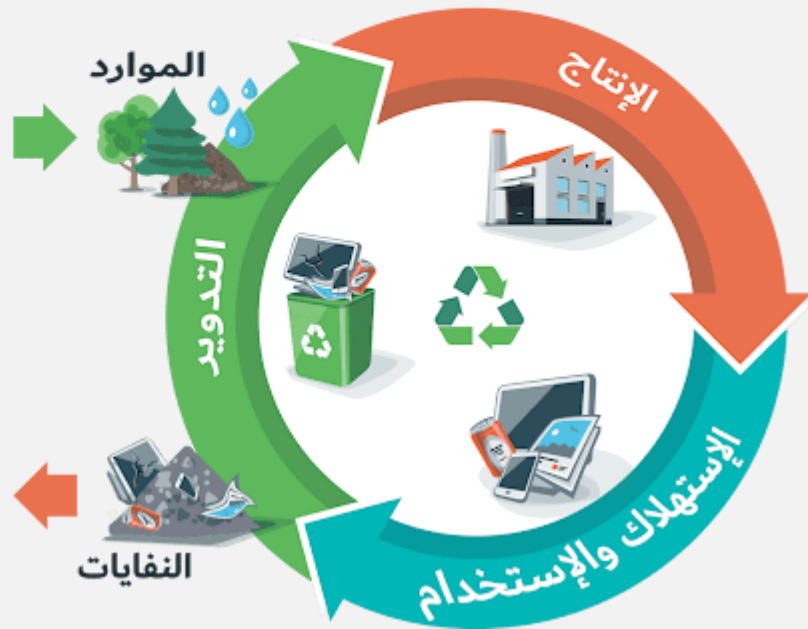 الموارد
الإنتاج
التدوير
الإستهلاك والإستخدام
النفايات